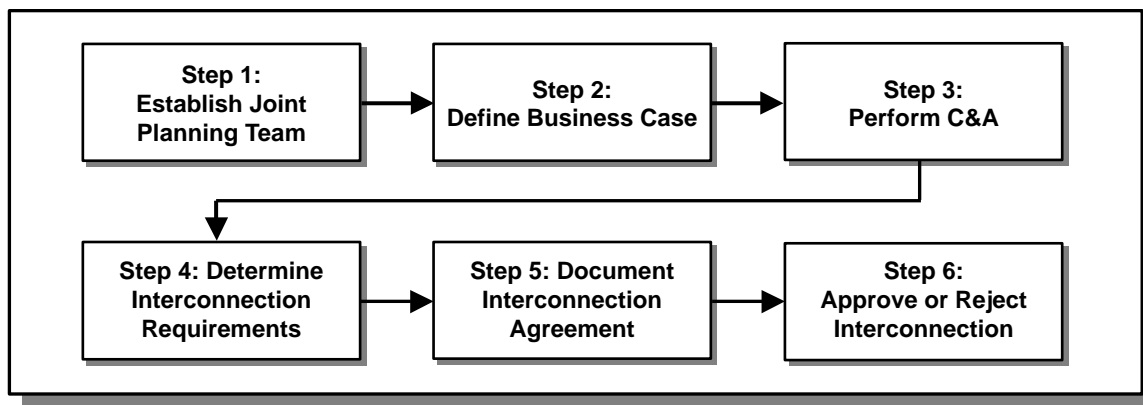 Step 1:
Establish Joint
Planning Team
Step 2:
Define Business Case
Step 3:
Perform C&A
Step 4: Determine
Interconnection
Requirements
Step 5: Document
Interconnection
Agreement
Step 6:
Approve or Reject
Interconnection